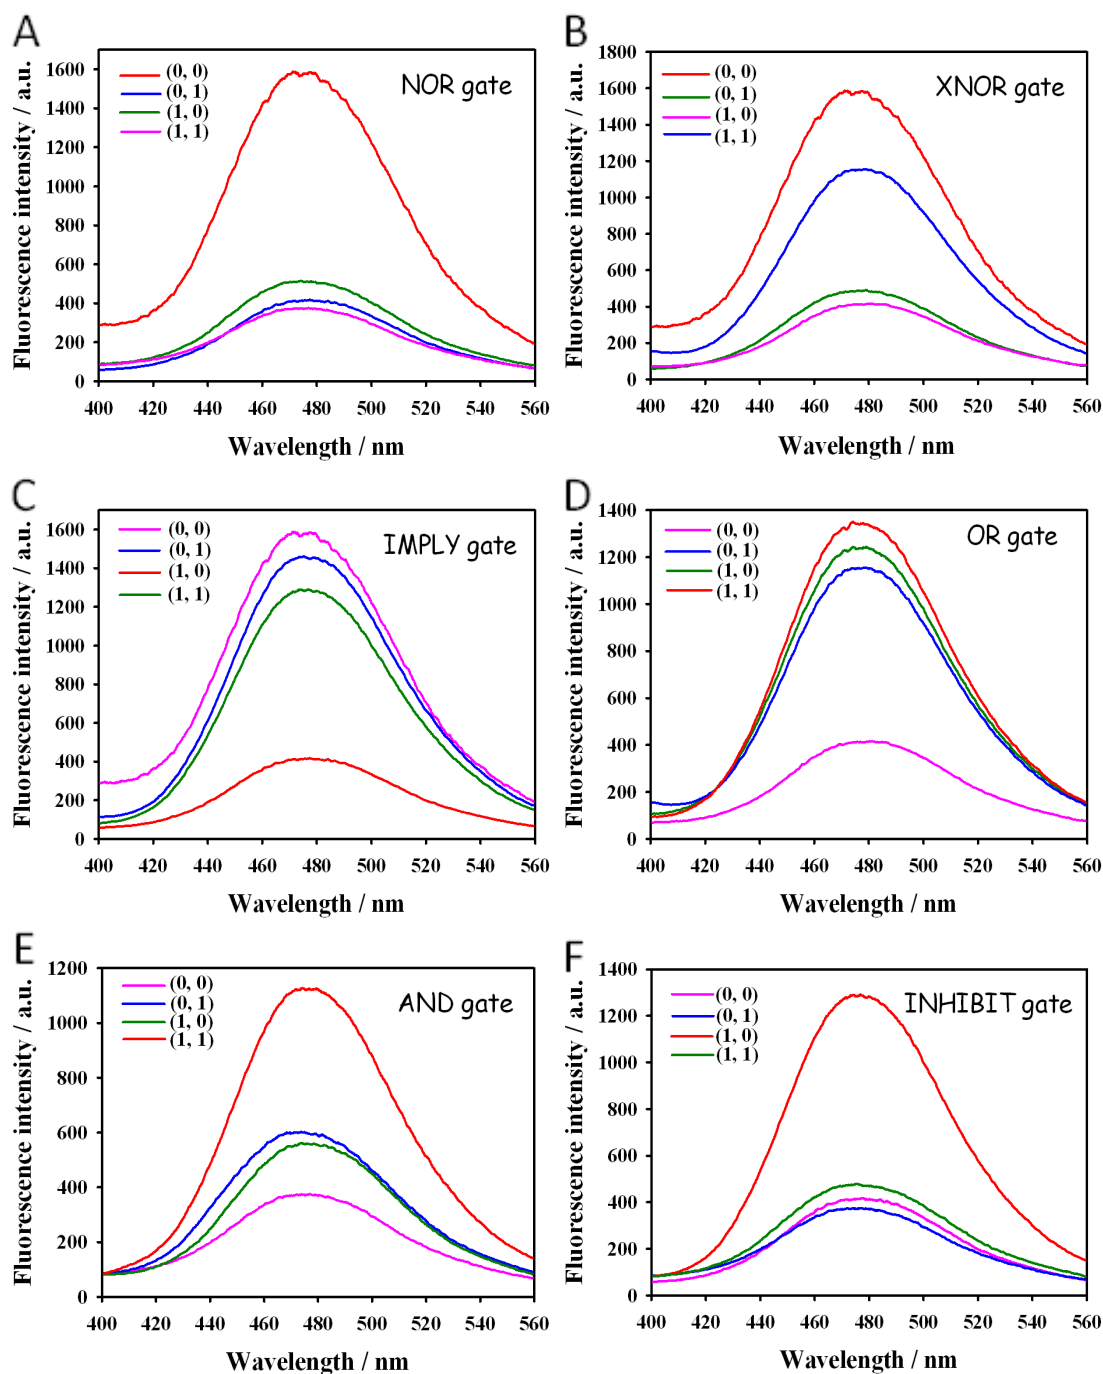 A
Fluorescence intensity / a.u.
1600
1400
1200
1000
800
600
400
200
0
(0, 0)
(0, 1)
(1, 0)
(1, 1)
NOR gate
400 420 440 460 480 500 520 540 560
Wavelength / nm
B
Fluorescence intensity / a.u.
1800
1600
1400
1200
1000
800
600
400
200
0
(0, 0)
(0, 1)
(1, 0)
(1, 1)
XNOR gate
400 420 440 460 480 500 520 540 560
Wavelength / nm
C
Fluorescence intensity / a.u.
1600
1400
1200
1000
800
600
400
200
0
(0, 0)
(0, 1)
(1, 0)
(1, 1)
IMPLY gate
400 420 440 460 480 500 520 540 560
Wavelength / nm
D
Fluorescence intensity / a.u.
1400
1200
1000
800
600
400
200
0
(0, 0)
(0, 1)
(1, 0)
(1, 1)
OR gate
400 420 440 460 480 500 520 540 560
Wavelength / nm
E
Fluorescence intensity / a.u.
1200
1000
800
600
400
200
0
(0, 0)
(0, 1)
(1, 0)
(1, 1)
AND gate
400 420 440 460 480 500 520 540 560
Wavelength / nm
F
Fluorescence intensity / a.u.
1400
1200
1000
800
600
400
200
0
(0, 0)
(0, 1)
(1, 0)
(1, 1)
INHIBIT gate
400 420 440 460 480 500 520 540 560
Wavelength / nm